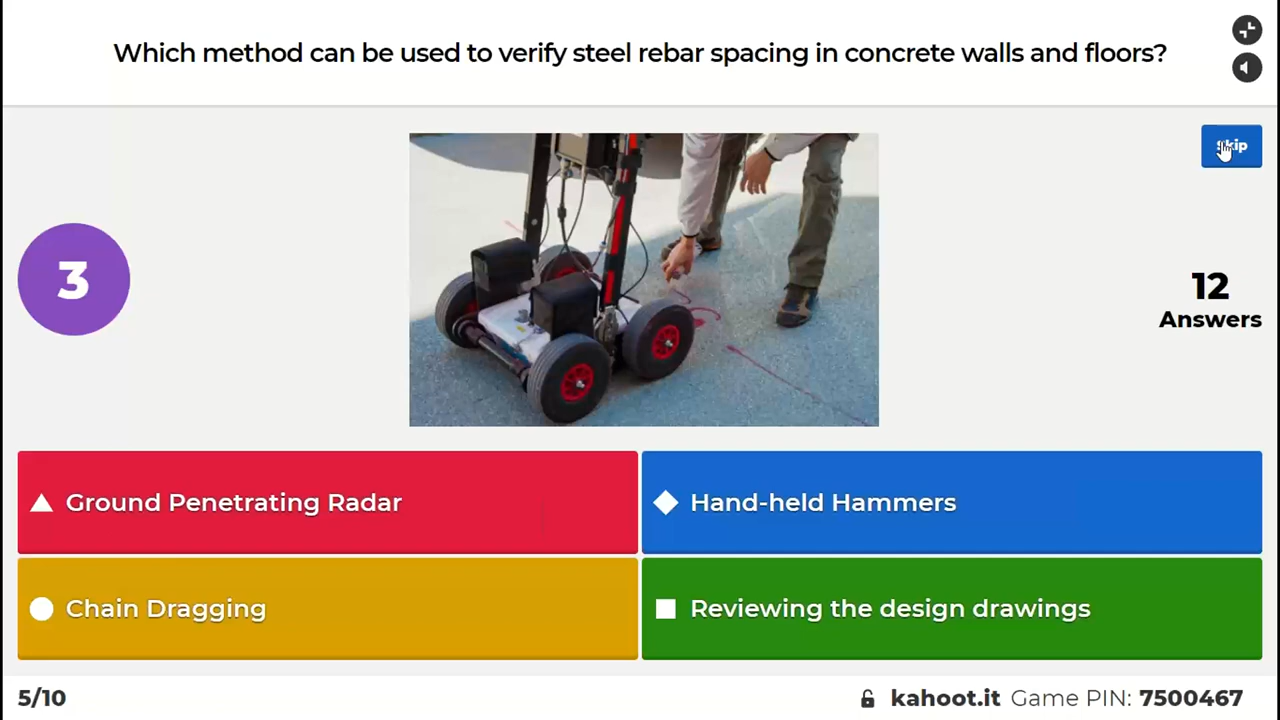 Which method can be used to verify steel rebar spacing in concrete walls and floors?
Skip
3
12
Answers
Ground Penetrating Radar
Hand-held Hammers
Chain Dragging
Reviewing the design drawings
5/10
kahoot.it Game PIN: 7500467